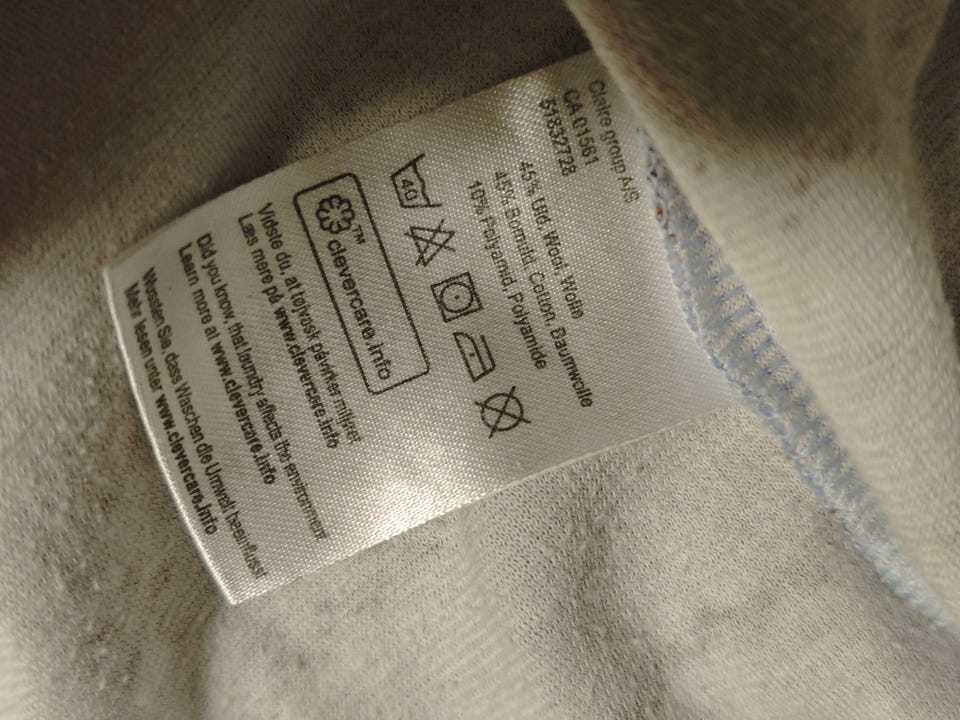 Claire group A/S
CA 01561
51832728
45% Uld, Wool, Wolle
45% Bomuld, Cotton, Baumwolle
10% Polyamid, Polyamide
40
clevercare.info™
Vidste du, at tøjvask påvirker miljøet
Læs mere på www.clevercare.info
Did you know that laundry affects the environment
Learn more at www.clevercare.info
Wussten Sie, dass Waschen die Umwelt beeinflusst
Mehr lesen unter www.clevercare.info